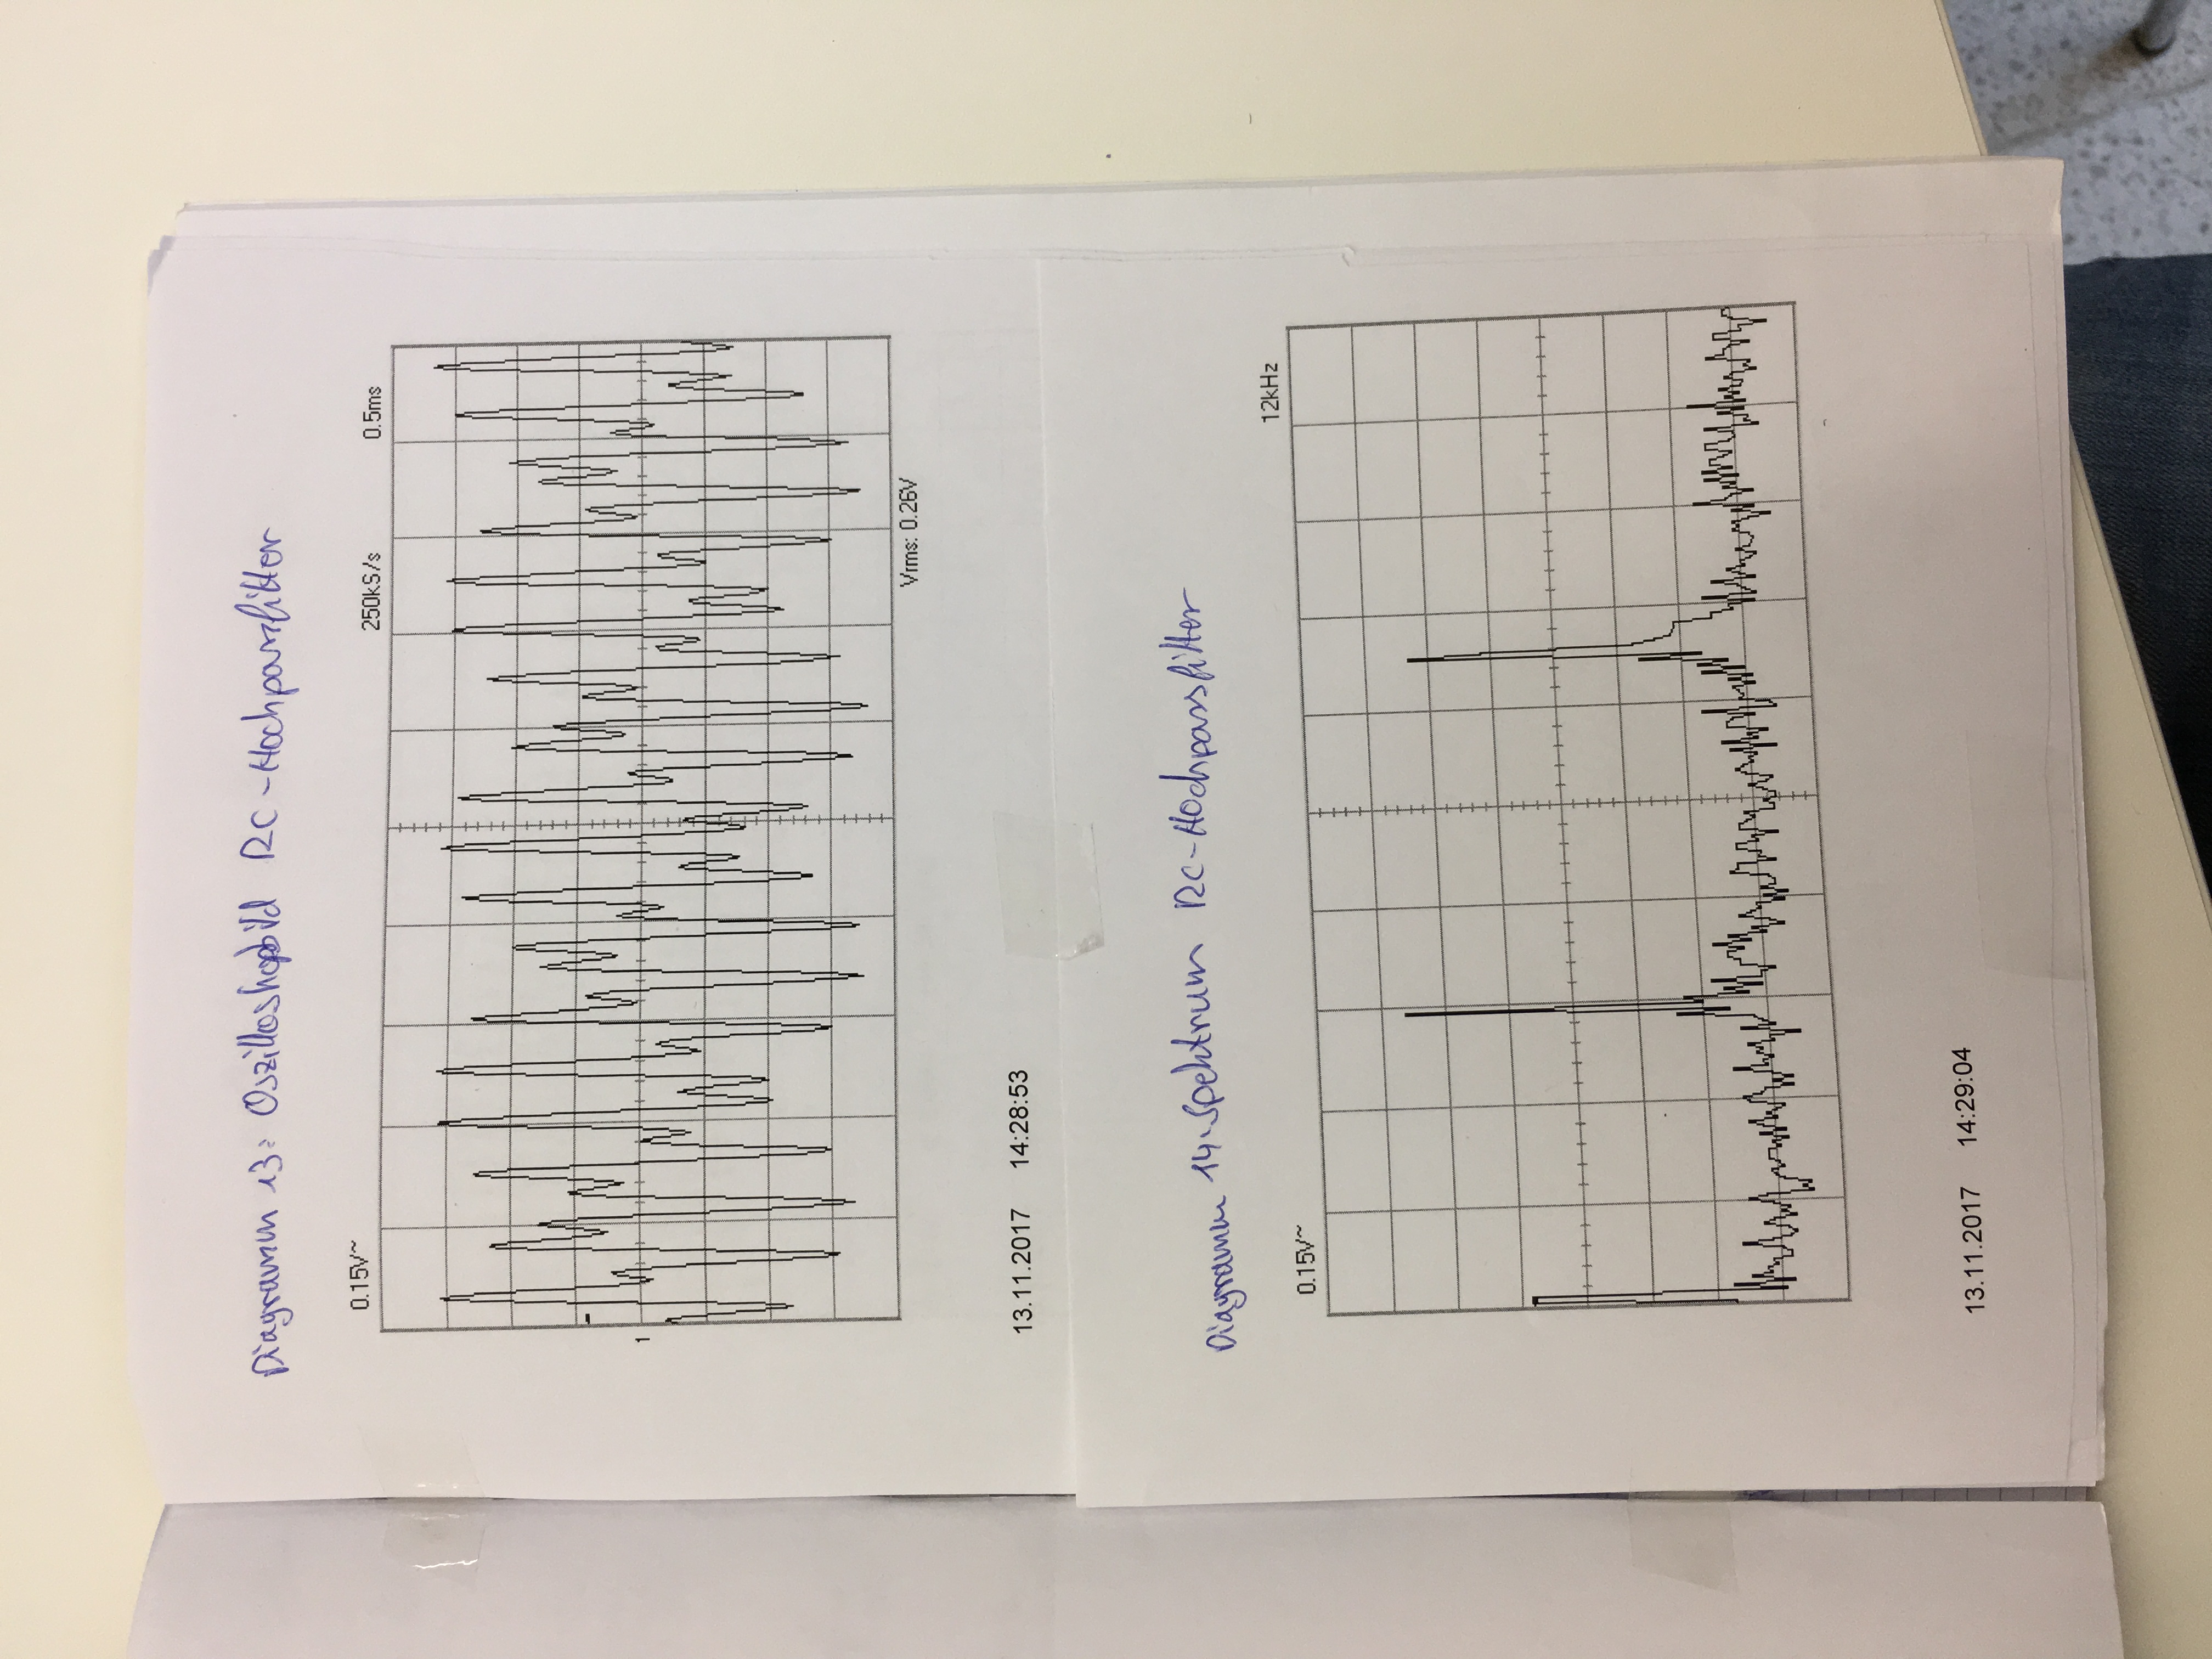 Diagramm 13: Oszilloskopbild RC-Hochpassfilter
0.15V~ 250kS/s 0.5ms
1
Vrms: 0.26V
13.11.2017 14:28:53
Diagramm 14: Spektrum RC-Hochpassfilter
0.15V~ 12kHz
13.11.2017 14:29:04